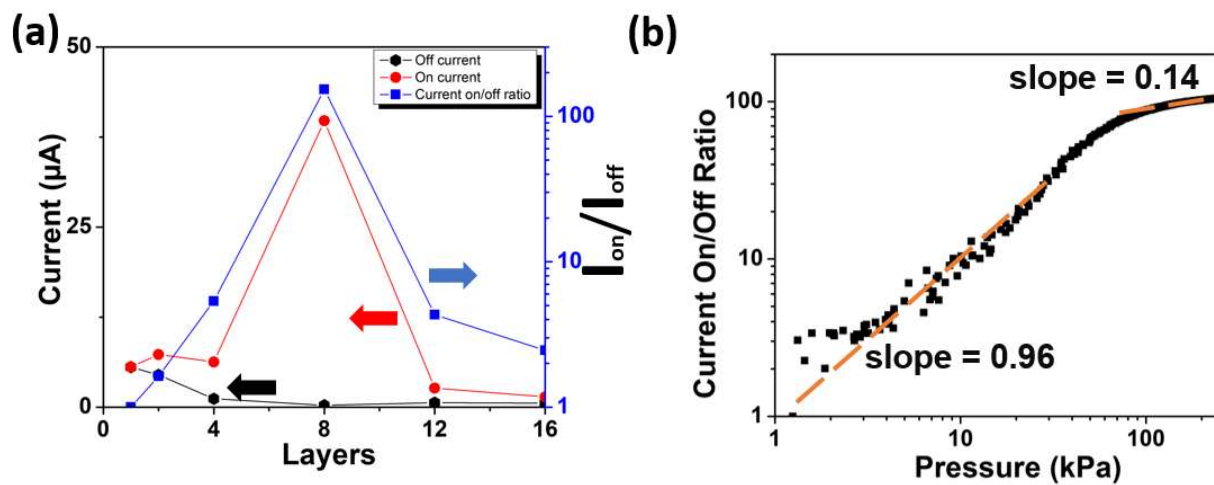 (a)
50
25
0
Current (µA)
0
4
8
12
16
Layers
Off current
On current
Current on/off ratio
100
10
1
Ion/Ioff
(b)
100
10
1
Current On/Off Ratio
slope = 0.14
slope = 0.96
1
10
100
Pressure (kPa)